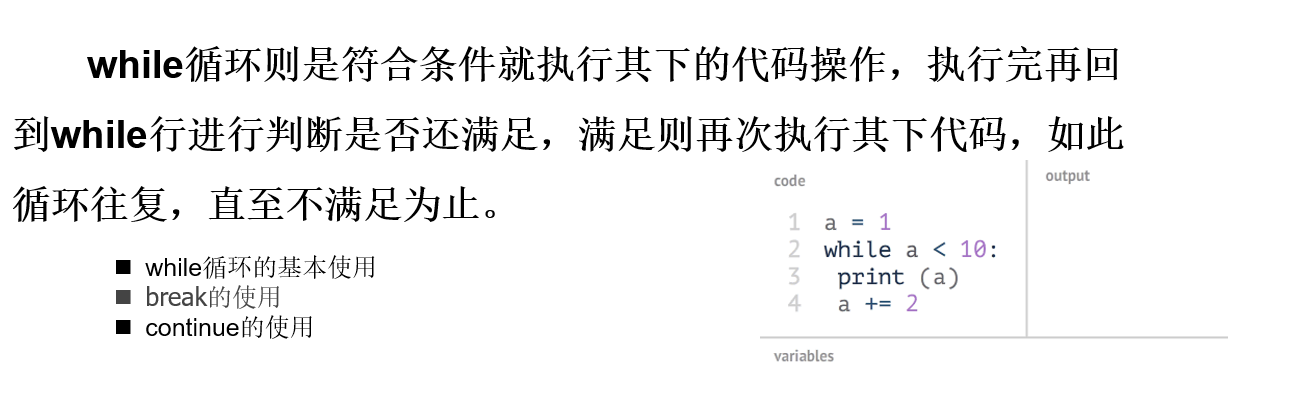 while循环则是符合条件就执行其下的代码操作，执行完再回
到while行进行判断是否还满足，满足则再次执行其下代码，如此
循环往复，直至不满足为止。
■ while循环的基本使用
■ break的使用
■ continue的使用
code
1 a = 1
2 while a < 10:
3  print (a)
4  a += 2
output
variables